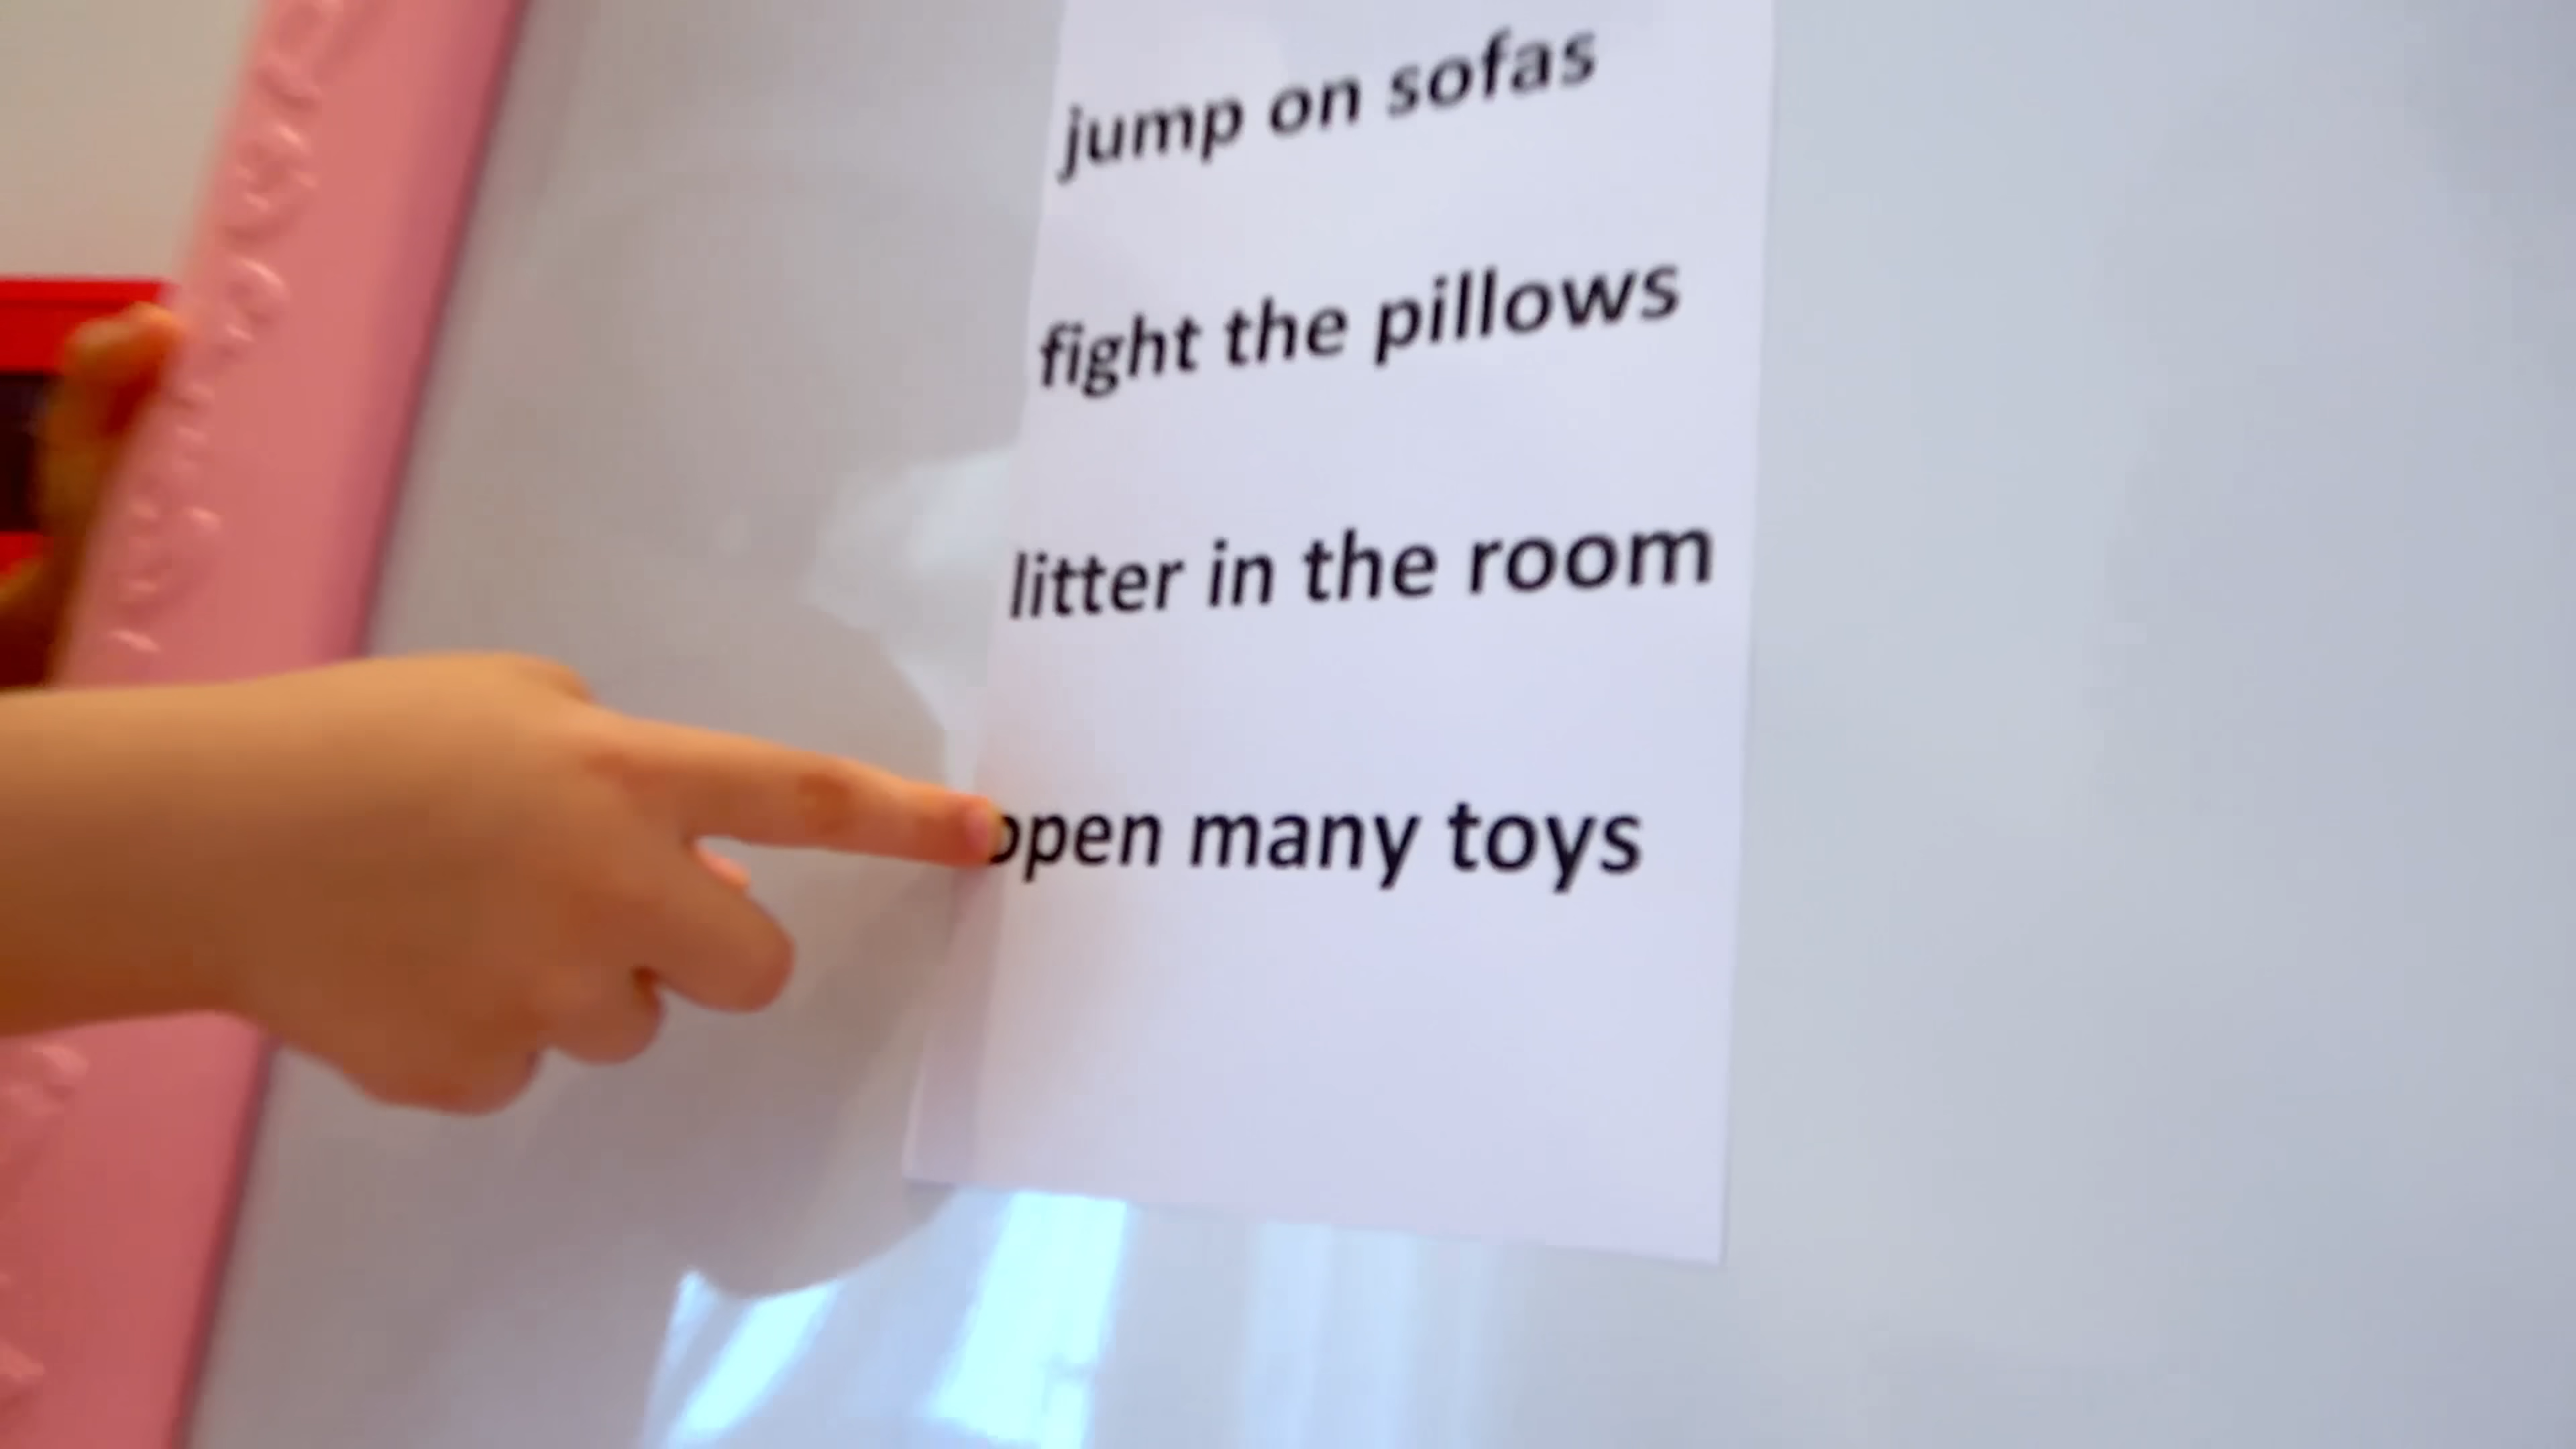 jump on sofas
fight the pillows
litter in the room
open many toys